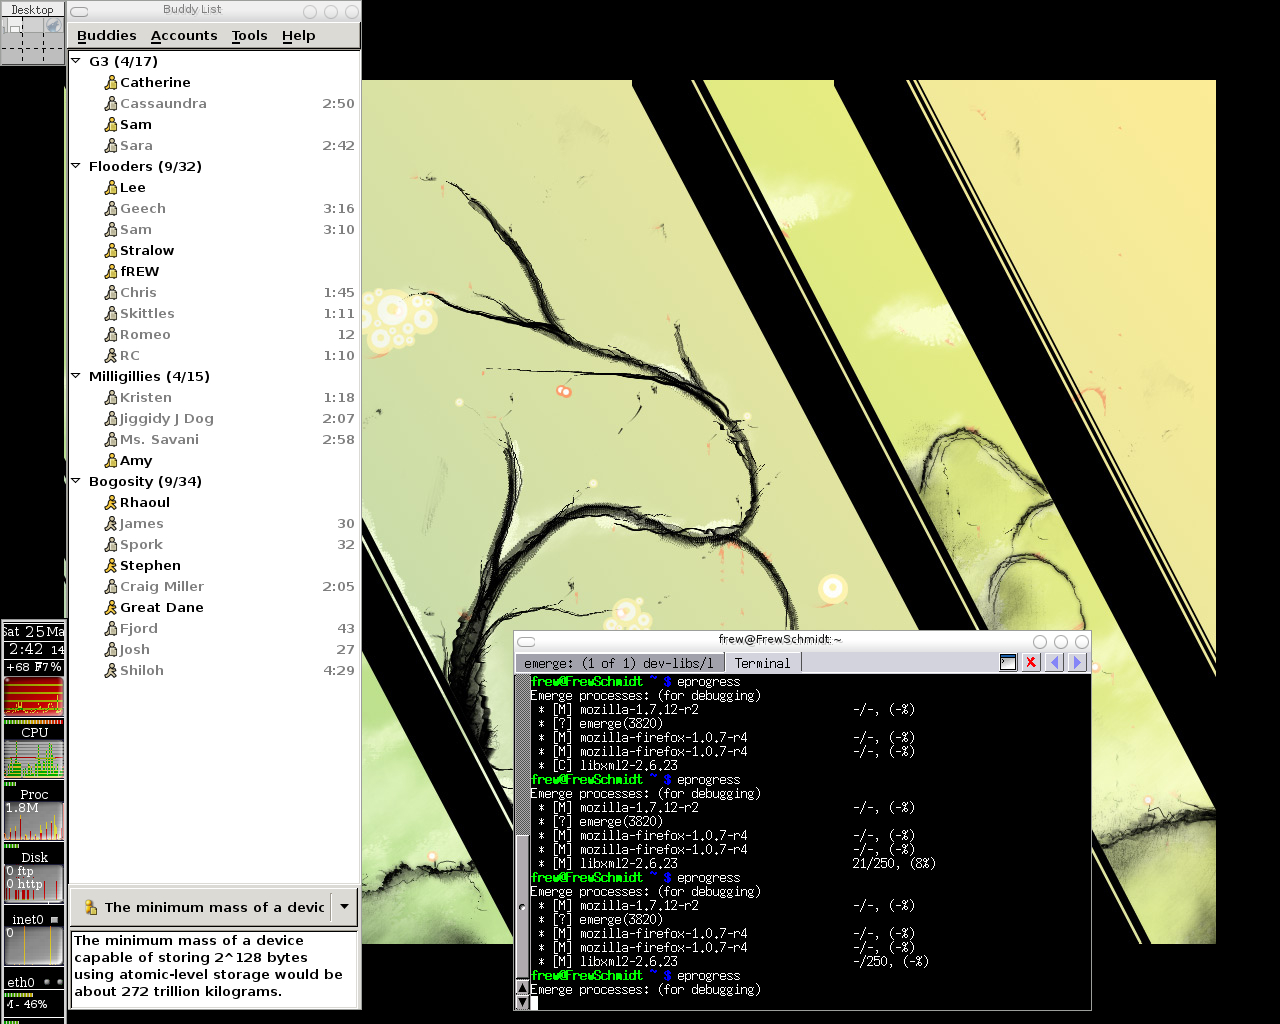 Desktop
Buddy List
Buddies Accounts Tools Help
G3 (4/17)
Catherine
Cassaundra 2:50
Sam
Sara 2:42
Flooders (9/32)
Lee
Geech 3:16
Sam 3:10
Stralow
fREW
Chris 1:45
Skittles 1:11
Romeo 12
RC 1:10
Milligillies (4/15)
Kristen 1:18
Jiggidy J Dog 2:07
Ms. Savani 2:58
Amy
Bogosity (9/34)
Rhaoul
James 30
Spork 32
Stephen
Craig Miller 2:05
Great Dane
Fjord 43
Josh 27
Shiloh 4:29
The minimum mass of a devic
The minimum mass of a device
capable of storing 2^128 bytes
using atomic-level storage would be
about 272 trillion kilograms.
Sat 25 Ma
2:42 14
CPU
Proc
1.8M
Disk
0 ftp
0 http
inet0
0
eth0
frew@FrewSchmidt:~
emerge: (1 of 1) dev-libs/l Terminal
frew@FrewSchmidt ~ $ eprogress
Emerge processes: (for debugging)
* [M] mozilla-1.7.12-r2 -/-, (-%)
* [?] emerge(3820)
* [M] mozilla-firefox-1.0.7-r4 -/-, (-%)
* [M] mozilla-firefox-1.0.7-r4 -/-, (-%)
* [C] libxml2-2.6.23
frew@FrewSchmidt ~ $ eprogress
Emerge processes: (for debugging)
* [M] mozilla-1.7.12-r2 -/-, (-%)
* [?] emerge(3820)
* [M] mozilla-firefox-1.0.7-r4 -/-, (-%)
* [M] mozilla-firefox-1.0.7-r4 -/-, (-%)
* [M] libxml2-2.6.23 21/250, (8%)
frew@FrewSchmidt ~ $ eprogress
Emerge processes: (for debugging)
* [M] mozilla-1.7.12-r2 -/-, (-%)
* [?] emerge(3820)
* [M] mozilla-firefox-1.0.7-r4 -/-, (-%)
* [M] mozilla-firefox-1.0.7-r4 -/-, (-%)
* [M] libxml2-2.6.23 -/250, (-%)
frew@FrewSchmidt ~ $ eprogress
Emerge processes: (for debugging)